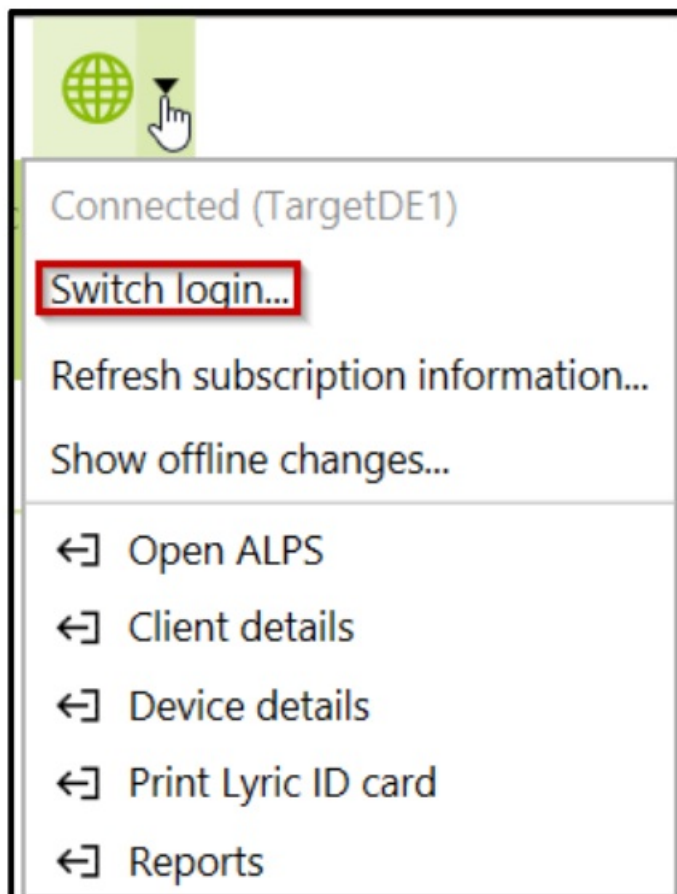 Connected (TargetDE1)
Switch login...
Refresh subscription information...
Show offline changes...
Open ALPS
Client details
Device details
Print Lyric ID card
Reports